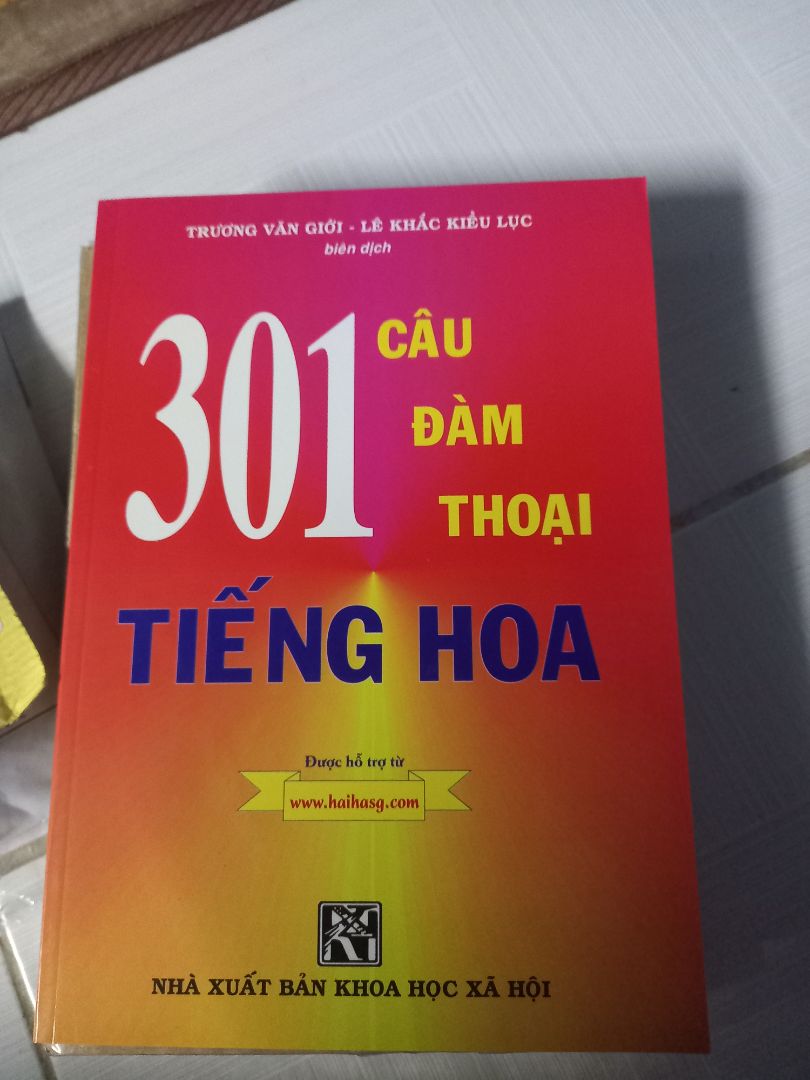 TRƯƠNG VĂN GIỚI - LÊ KHẮC KIỀU LỤC
biên dịch
301 CÂU
ĐÀM
THOẠI
TIẾNG HOA
Được hỗ trợ từ
www.haihasg.com
NHÀ XUẤT BẢN KHOA HỌC XÃ HỘI